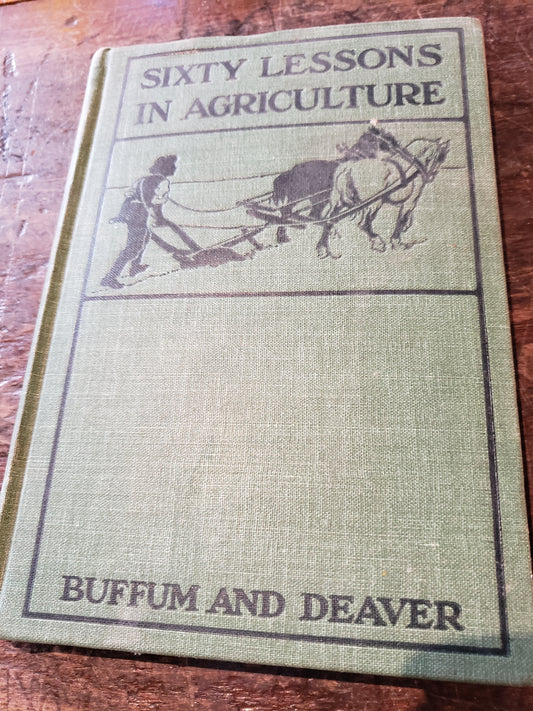 SIXTY LESSONS
IN AGRICULTURE
BUFFUM AND DEAVER